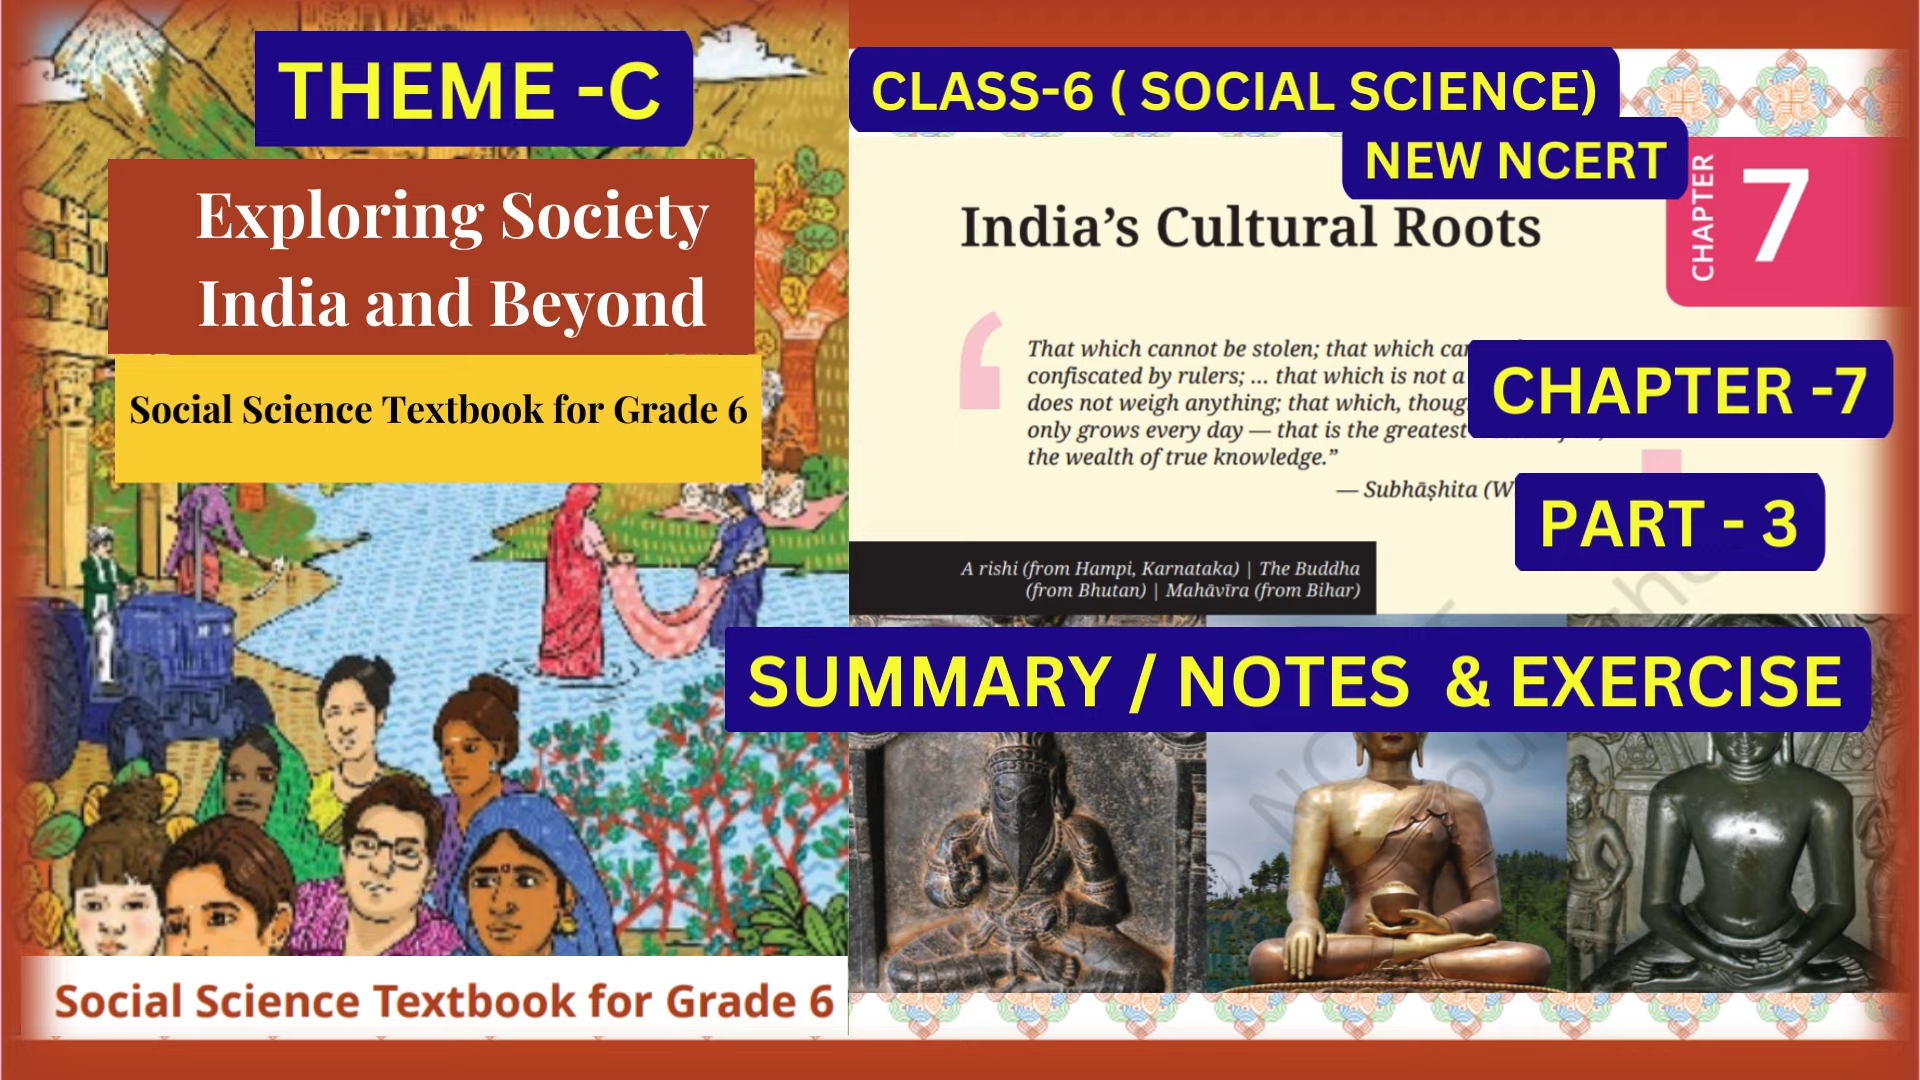 THEME -C
Exploring Society
India and Beyond
Social Science Textbook for Grade 6
Social Science Textbook for Grade 6
CLASS-6 ( SOCIAL SCIENCE)
NEW NCERT
CHAPTER
7
India's Cultural Roots
That which cannot be stolen; that which
confiscated by rulers; ... that which is not a
does not weigh anything; that which,
only grows every day — that is the greatest
the wealth of true knowledge."
— Subhāṣhita
CHAPTER -7
PART - 3
A rishi (from Hampi, Karnataka) | The Buddha
(from Bhutan) | Mahāvīra (from Bihar)
SUMMARY / NOTES & EXERCISE